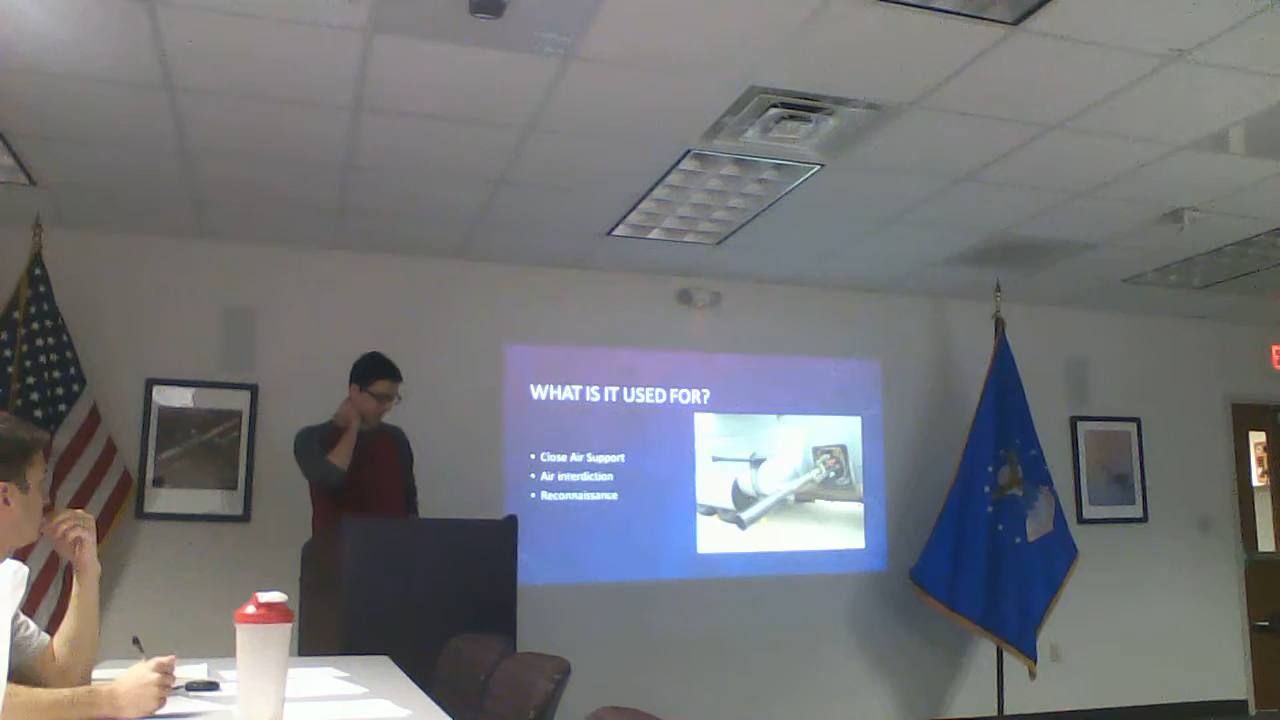 WHAT IS IT USED FOR?
• Close Air Support
• Air interdiction
• Reconnaissance